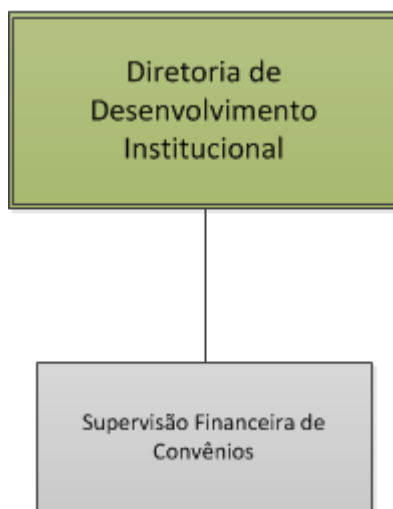 Diretoria de
Desenvolvimento
Institucional
Supervisão Financeira de
Convênios